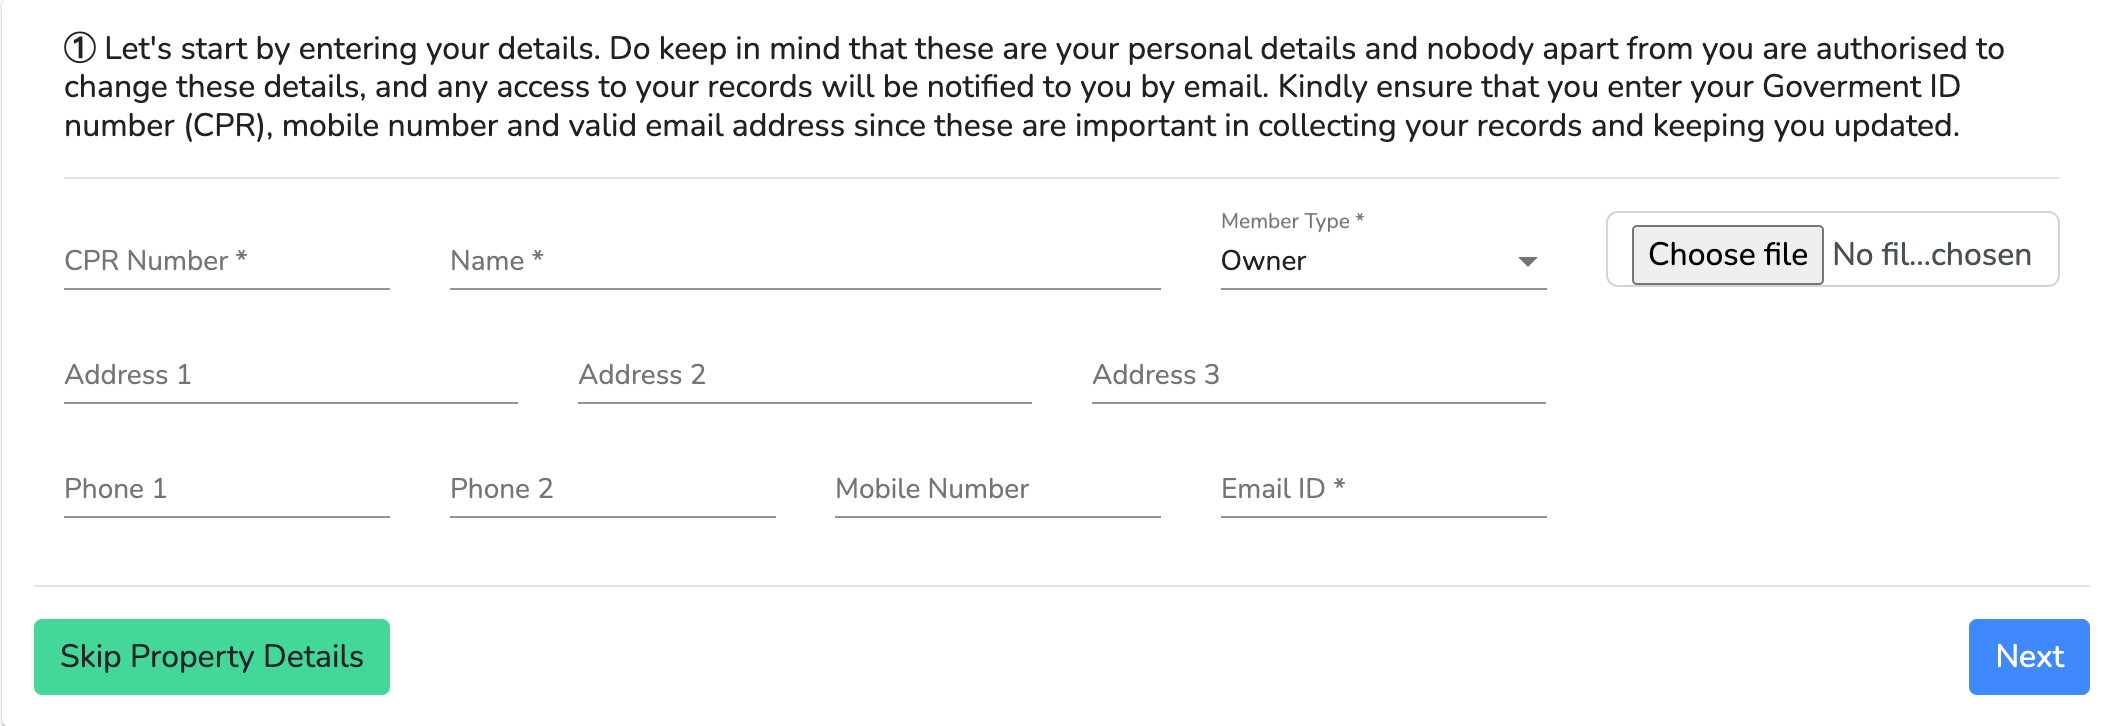 ① Let's start by entering your details. Do keep in mind that these are your personal details and nobody apart from you are authorised to
change these details, and any access to your records will be notified to you by email. Kindly ensure that you enter your Goverment ID
number (CPR), mobile number and valid email address since these are important in collecting your records and keeping you updated.
Member Type *
CPR Number *
Name *
Owner
Choose file No fil...chosen
Address 1
Address 2
Address 3
Phone 1
Phone 2
Mobile Number
Email ID *
Skip Property Details
Next